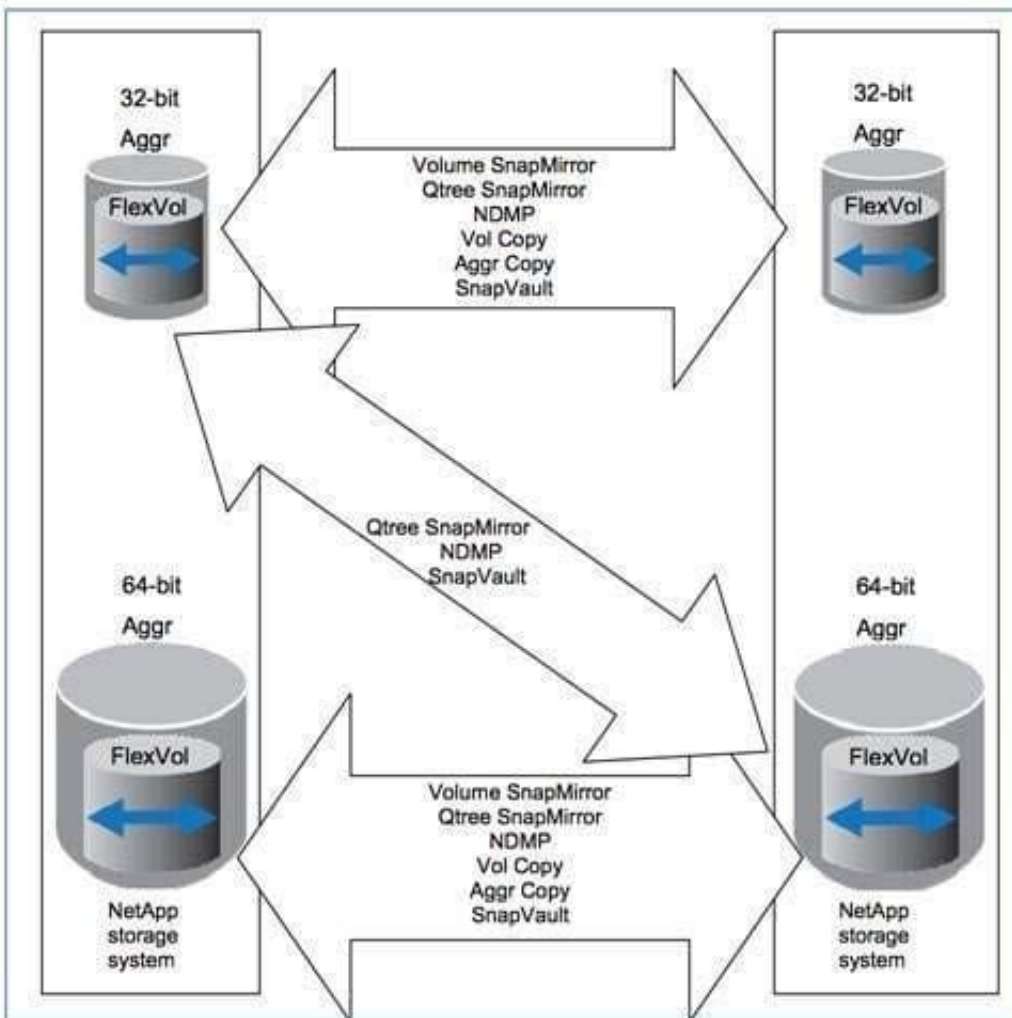 32-bit
Aggr
FlexVol
32-bit
Aggr
FlexVol
Volume SnapMirror
Qtree SnapMirror
NDMP
Vol Copy
Aggr Copy
SnapVault
Qtree SnapMirror
NDMP
SnapVault
64-bit
Aggr
FlexVol
NetApp
storage
system
64-bit
Aggr
FlexVol
NetApp
storage
system
Volume SnapMirror
Qtree SnapMirror
NDMP
Vol Copy
Aggr Copy
SnapVault